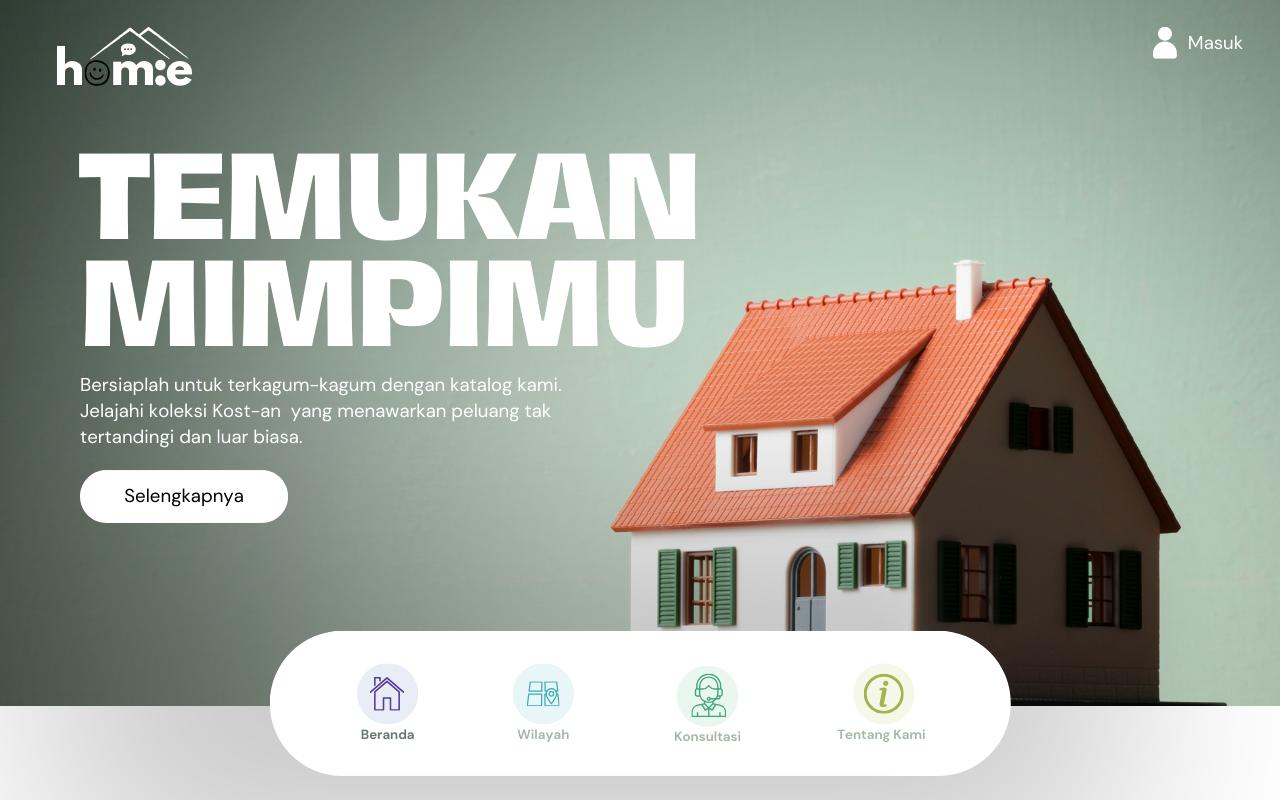 hom:e
Masuk
TEMUKAN
MIMPIMU
Bersiaplah untuk terkagum-kagum dengan katalog kami.
Jelajahi koleksi Kost-an  yang menawarkan peluang tak
tertandingi dan luar biasa.
Selengkapnya
Beranda
Wilayah
Konsultasi
Tentang Kami